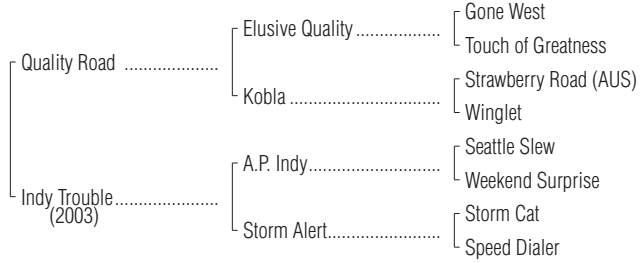 Gone West
Elusive Quality ...................
Touch of Greatness
Quality Road .....................
Strawberry Road (AUS)
Kobla ..................................
Winglet
Seattle Slew
A.P. Indy..............................
Weekend Surprise
Indy Trouble.......................
(2003)
Storm Cat
Storm Alert.........................
Speed Dialer